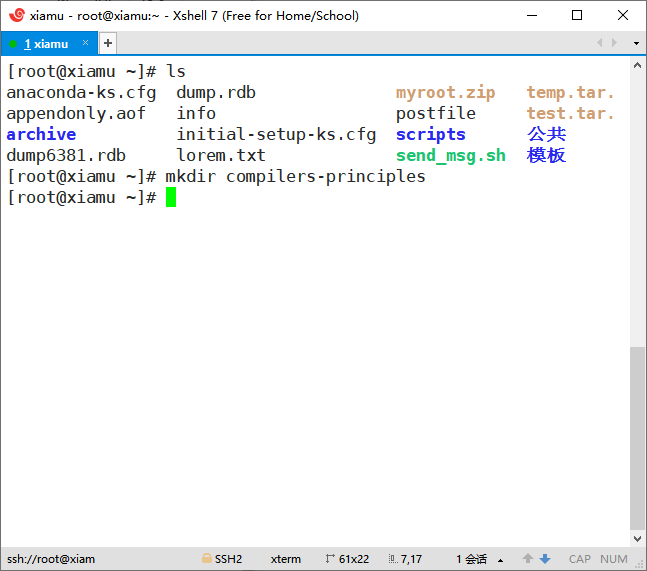 xiamu - root@xiamu:~ - Xshell 7 (Free for Home/School)
1 xiamu × +
[root@xiamu ~]# ls
anaconda-ks.cfg dump.rdb myroot.zip temp.tar.
appendonly.aof info postfile test.tar.
archive initial-setup-ks.cfg scripts 公共
dump6381.rdb lorem.txt send_msg.sh 模板
[root@xiamu ~]# mkdir compilers-principles
[root@xiamu ~]#
ssh://root@xiam SSH2 xterm 61x22 7,17 1 会话 CAP NUM